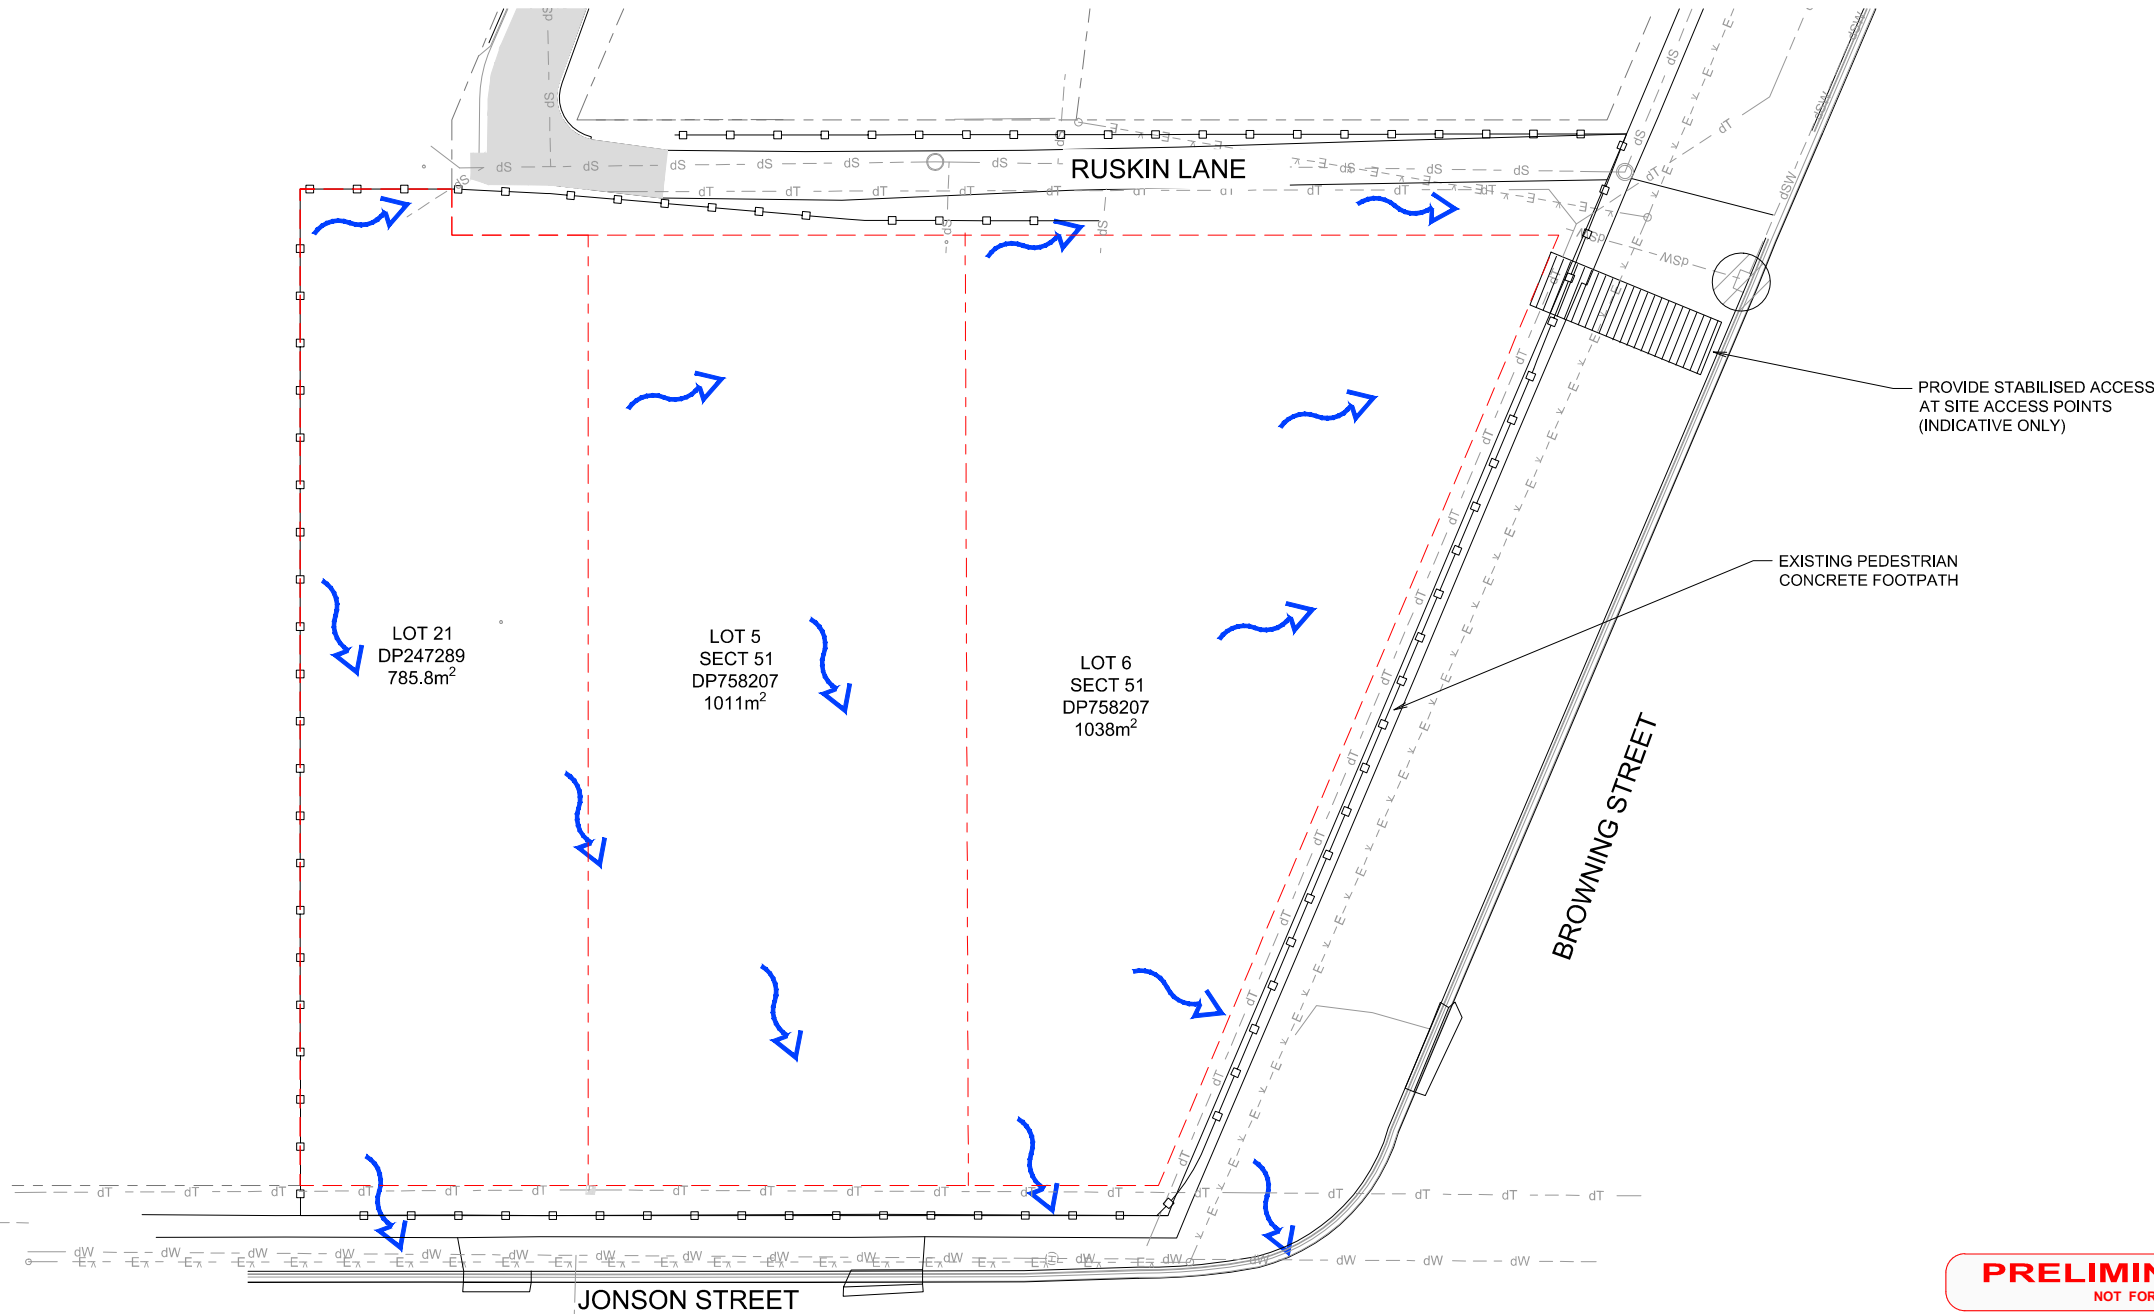 RUSKIN LANE
PROVIDE STABILISED ACCESS
AT SITE ACCESS POINTS
(INDICATIVE ONLY)
EXISTING PEDESTRIAN
CONCRETE FOOTPATH
LOT 21
DP247289
785.8m²
LOT 5
SECT 51
DP758207
1011m²
LOT 6
SECT 51
DP758207
1038m²
BROWNING STREET
JONSON STREET
PRELIMIN
NOT FOR